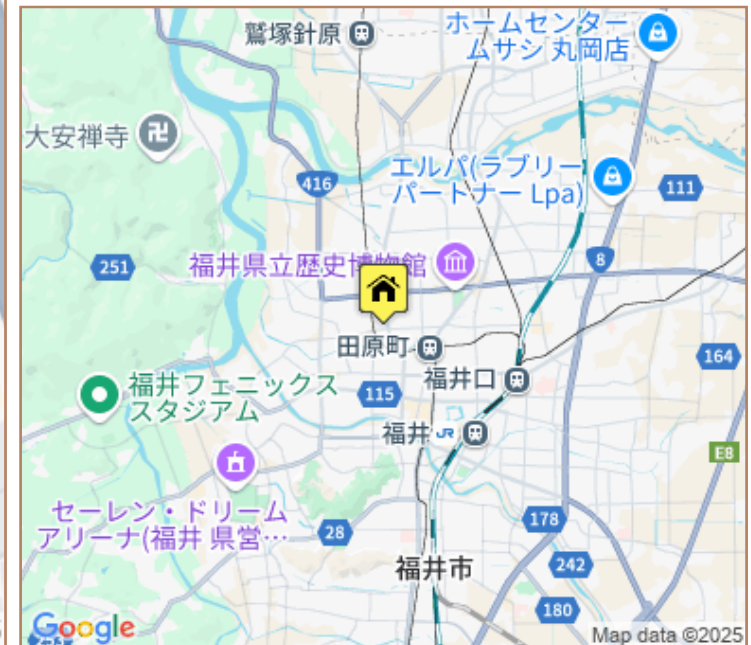 鷲塚針原
ホームセンター
ムサシ 丸岡店
大安禅寺
エルパ(ラブリー
パートナー Lpa)
416
111
251
福井県立歴史博物館
8
田原町
164
福井フェニックス
スタジアム
115
福井口
福井
JR
E8
セーレン・ドリーム
アリーナ(福井 県営…
28
178
福井市
242
180
Google
Map data ©2025